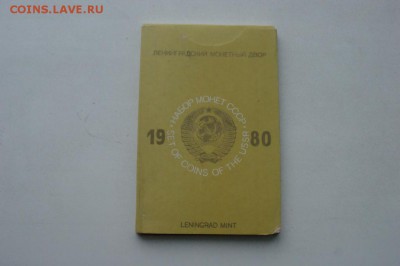 COINS.LAVE.RU
ЛЕНИНГРАДСКИЙ МОНЕТНЫЙ ДВОР
НАБОР МОНЕТ СССР
19 80
SET OF COINS OF THE USSR
LENINGRAD MINT